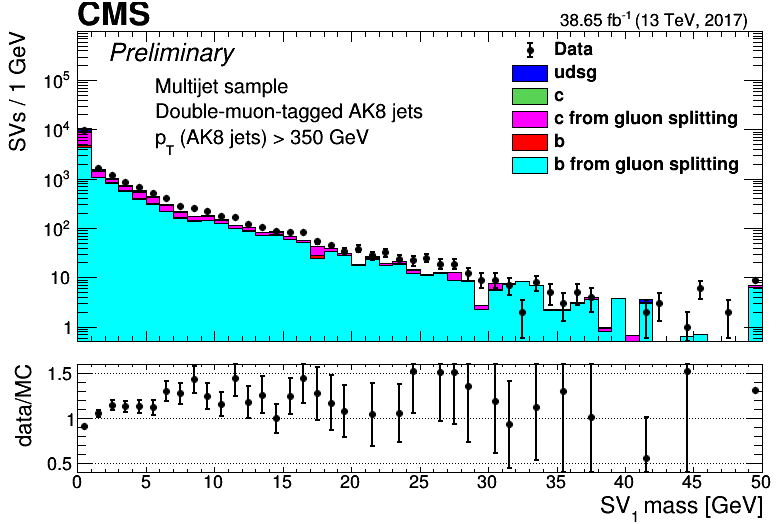 CMS
38.65 fb⁻¹ (13 TeV, 2017)
Preliminary
Multijet sample
Double-muon-tagged AK8 jets
p_T (AK8 jets) > 350 GeV
Data
udsg
c
c from gluon splitting
b
b from gluon splitting
SVs / 1 GeV
10⁵
10⁴
10³
10²
10
1
data/MC
1.5
1
0.5
0 5 10 15 20 25 30 35 40 45 50
SV₁ mass [GeV]